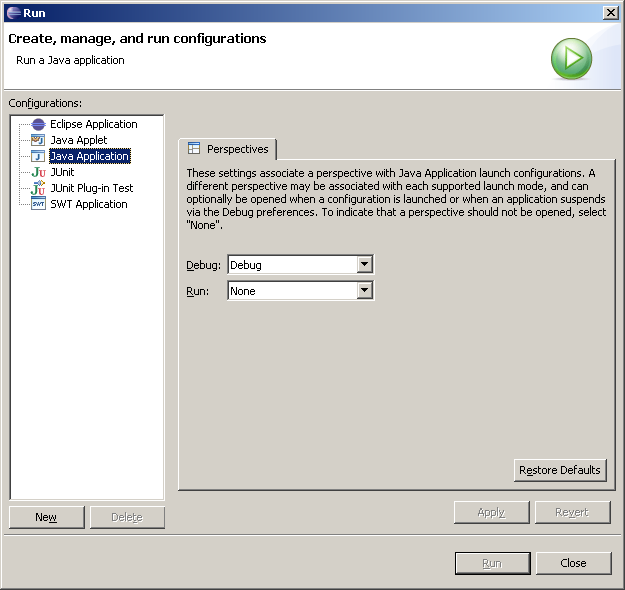 Run
Create, manage, and run configurations
Run a Java application
Configurations:
Eclipse Application
Java Applet
Java Application
JUnit
JUnit Plug-in Test
SWT Application
New
Delete
Perspectives
These settings associate a perspective with Java Application launch configurations. A
different perspective may be associated with each supported launch mode, and can
optionally be opened when a configuration is launched or when an application suspends
via the Debug preferences. To indicate that a perspective should not be opened, select
"None".
Debug: Debug
Run: None
Restore Defaults
Apply
Revert
Run
Close